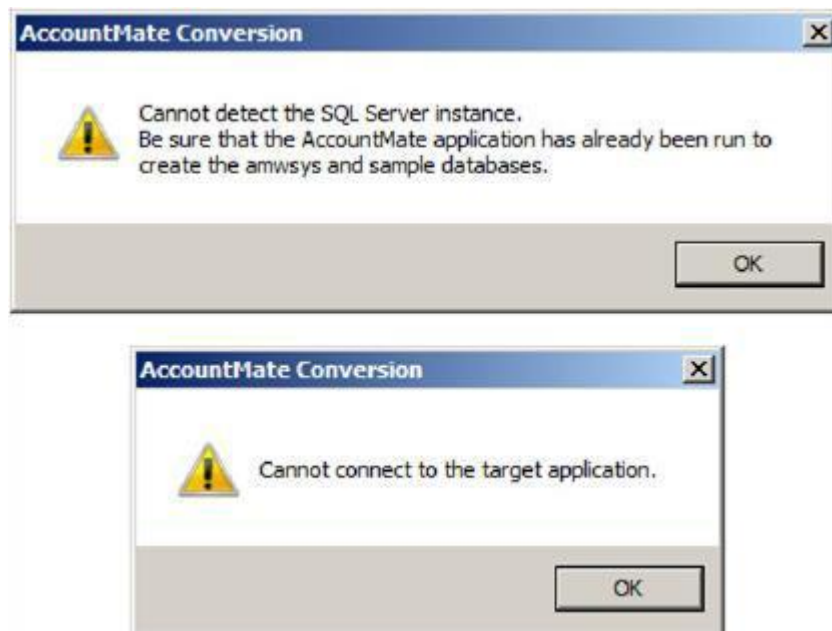 AccountMate Conversion
Cannot detect the SQL Server instance.
Be sure that the AccountMate application has already been run to
create the amwsys and sample databases.
OK
AccountMate Conversion
Cannot connect to the target application.
OK